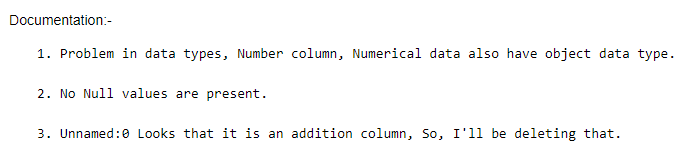 Documentation:-
1. Problem in data types, Number column, Numerical data also have object data type.
2. No Null values are present.
3. Unnamed:0 Looks that it is an addition column, So, I'll be deleting that.